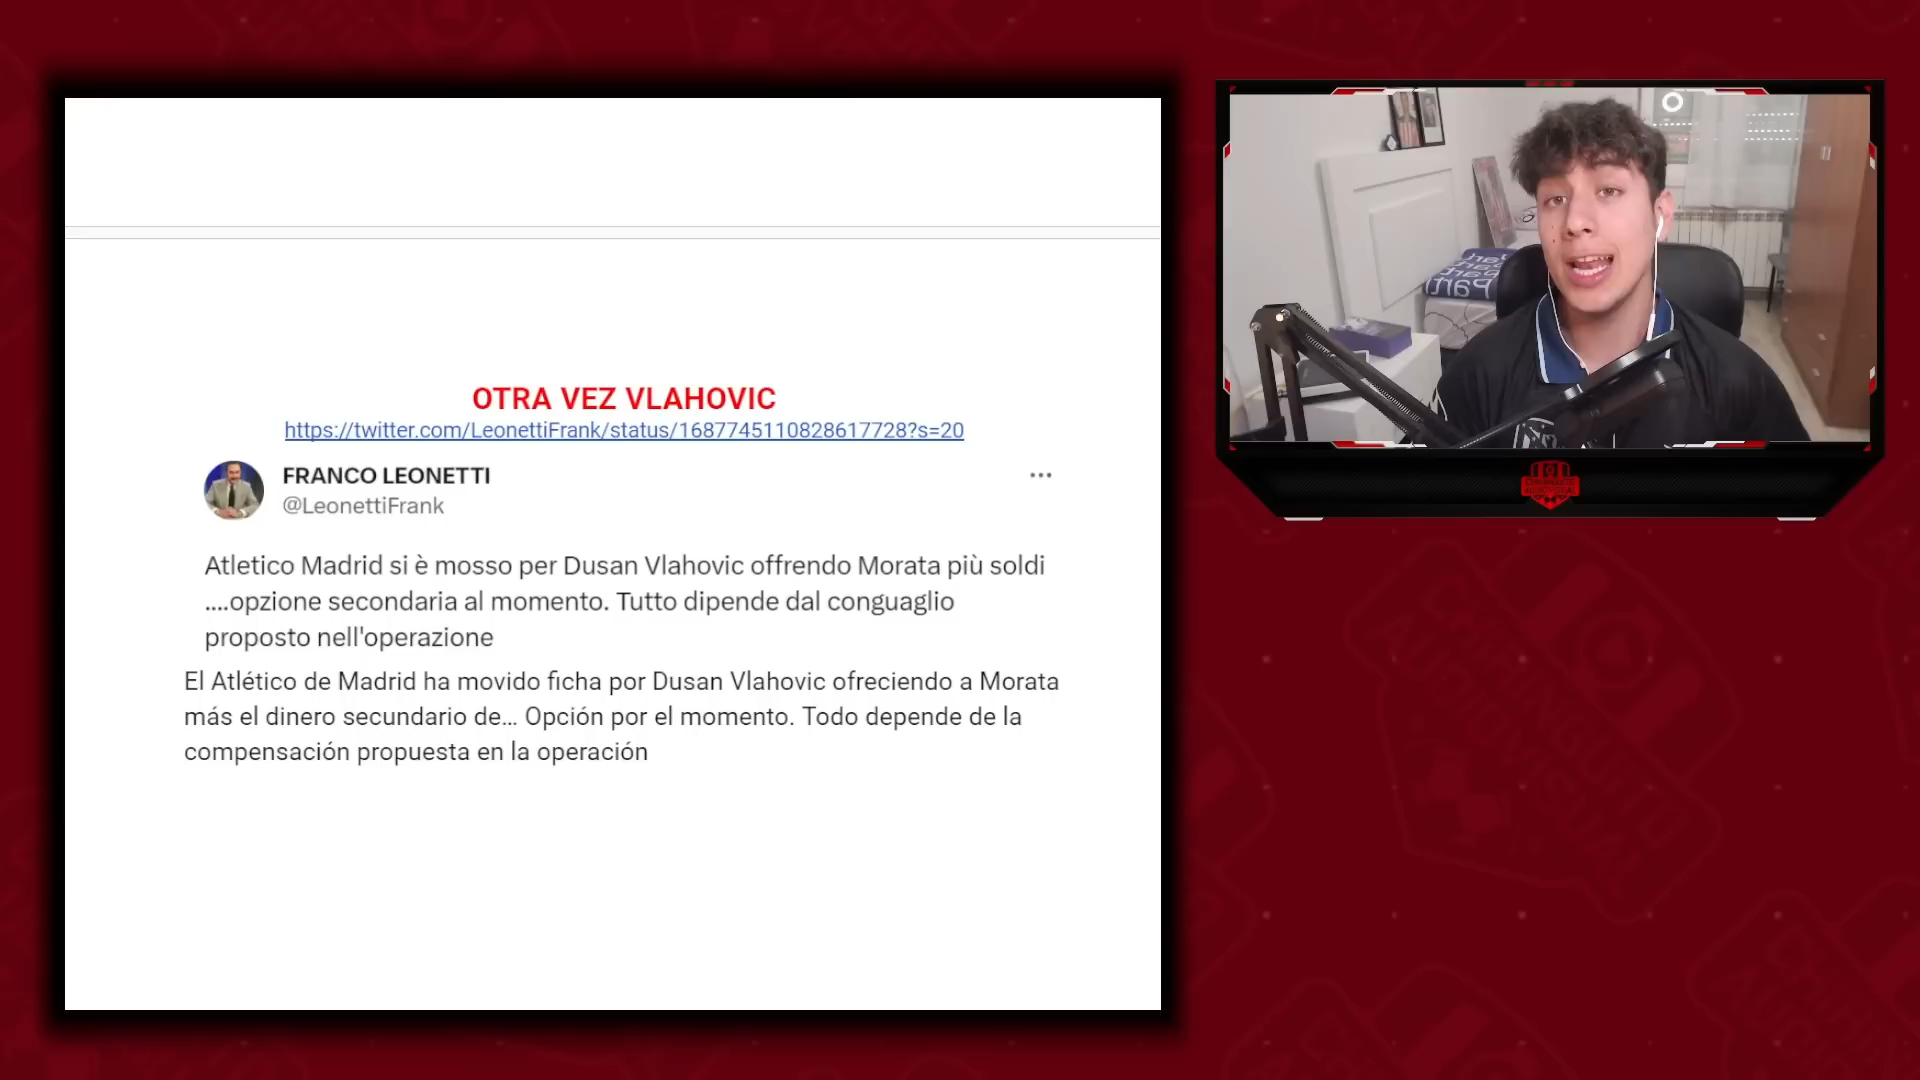 OTRA VEZ VLAHOVIC
https://twitter.com/LeonettiFrank/status/1687745110828617728?s=20
FRANCO LEONETTI
@LeonettiFrank
Atletico Madrid si è mosso per Dusan Vlahovic offrendo Morata più soldi
....opzione secondaria al momento. Tutto dipende dal conguaglio
proposto nell'operazione
El Atlético de Madrid ha movido ficha por Dusan Vlahovic ofreciendo a Morata
más el dinero secundario de... Opción por el momento. Todo depende de la
compensación propuesta en la operación